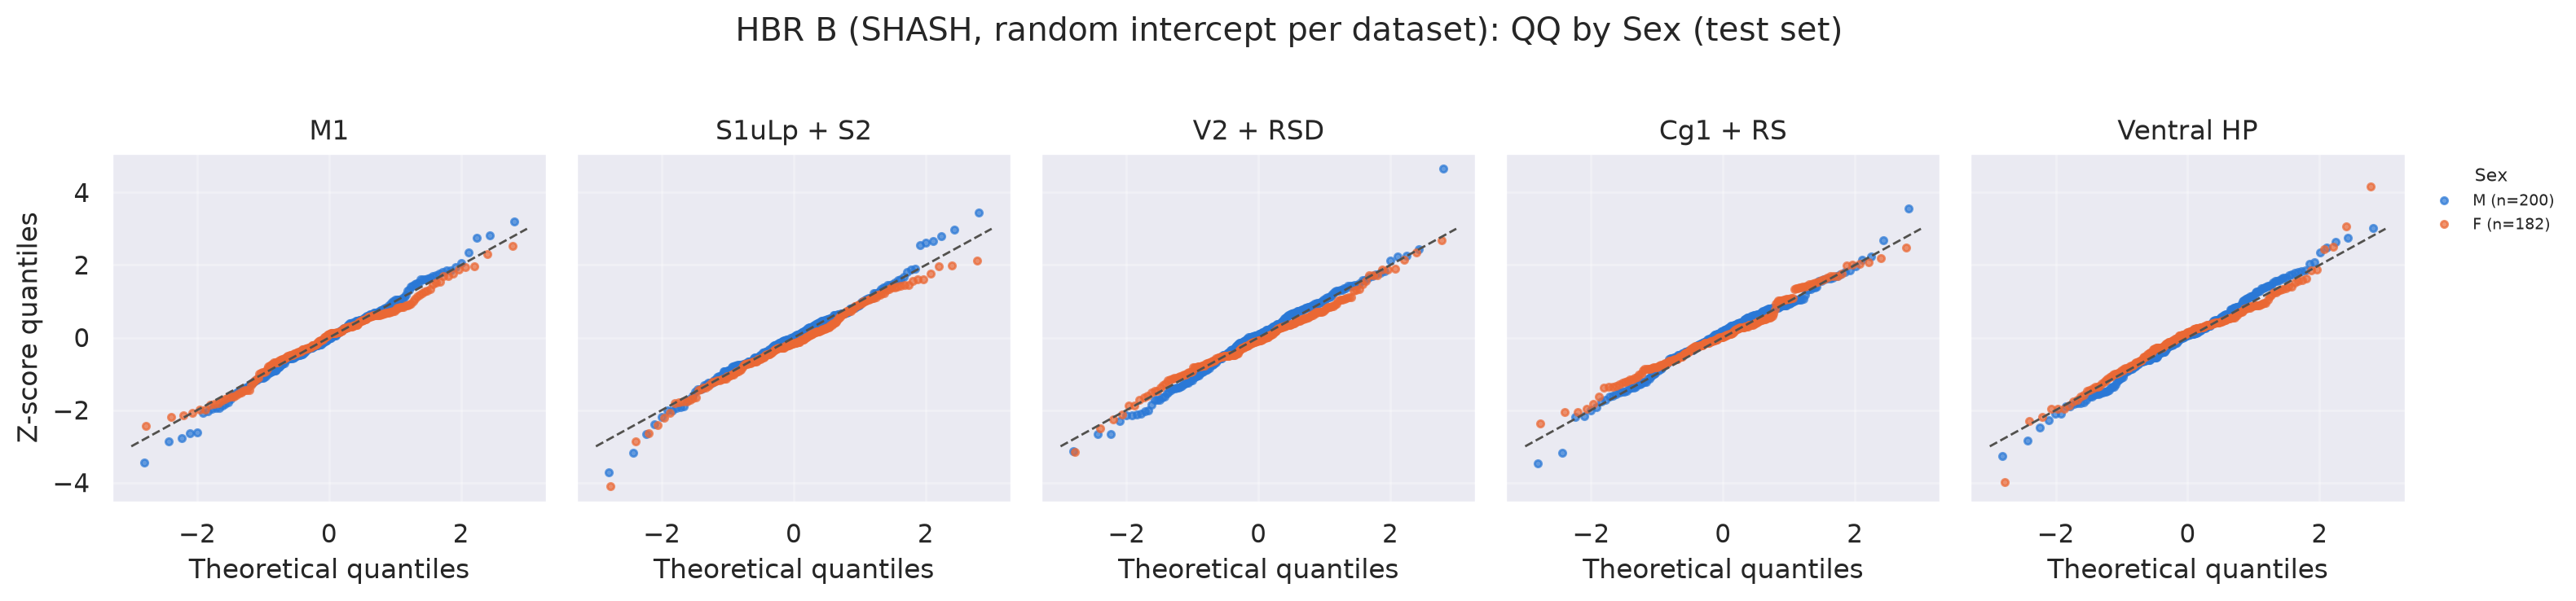 HBR B (SHASH, random intercept per dataset): QQ by Sex (test set)
M1
S1uLp + S2
V2 + RSD
Cg1 + RS
Ventral HP
Sex
M (n=200)
F (n=182)
Z-score quantiles
4
2
0
−2
−4
−2 0 2
−2 0 2
−2 0 2
−2 0 2
−2 0 2
Theoretical quantiles
Theoretical quantiles
Theoretical quantiles
Theoretical quantiles
Theoretical quantiles